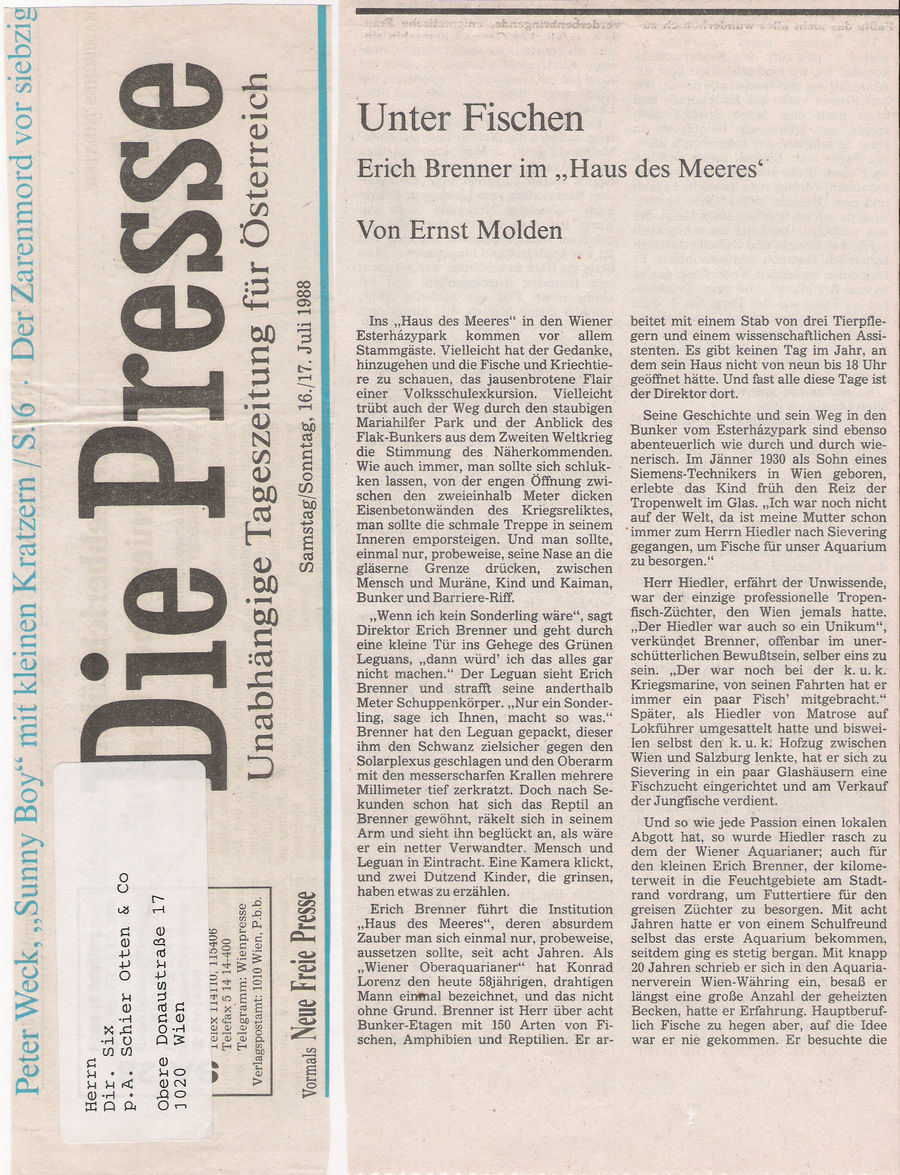 Peter Weck, „Sunny Boy“ mit kleinen Kratzern / S. 6 · Der Zarenmord vor siebzig
Die Presse
Unabhängige Tageszeitung für Österreich
Samstag/Sonntag, 16./17. Juli 1988
Herrn
Dir. Six
p.A. Schier Otten & Co
Obere Donaustraße 17
1020 Wien
Telex 114110, 115406
Telefax 5 14 14-400
Telegramm: Wienpresse
Verlagspostamt: 1010 Wien, P.b.b.
Vormals Neue Freie Presse
Unter Fischen
Erich Brenner im „Haus des Meeres‘
Von Ernst Molden
Ins „Haus des Meeres“ in den Wiener
Esterházypark kommen vor allem
Stammgäste. Vielleicht hat der Gedanke,
hinzugehen und die Fische und Kriechtie-
re zu schauen, das jausenbrotene Flair
einer Volksschulexkursion. Vielleicht
trübt auch der Weg durch den staubigen
Mariahilfer Park und der Anblick des
Flak-Bunkers aus dem Zweiten Weltkrieg
die Stimmung des Näherkommenden.
Wie auch immer, man sollte sich schluk-
ken lassen, von der engen Öffnung zwi-
schen den zweieinhalb Meter dicken
Eisenbetonwänden des Kriegsreliktes,
man sollte die schmale Treppe in seinem
Inneren emporsteigen. Und man sollte,
einmal nur, probeweise, seine Nase an die
gläserne Grenze drücken, zwischen
Mensch und Muräne, Kind und Kaiman,
Bunker und Barriere-Riff.
„Wenn ich kein Sonderling wäre“, sagt
Direktor Erich Brenner und geht durch
eine kleine Tür ins Gehege des Grünen
Leguans, „dann würd’ ich das alles gar
nicht machen.“ Der Leguan sieht Erich
Brenner und strafft seine anderthalb
Meter Schuppenkörper. „Nur ein Sonder-
ling, sage ich Ihnen, macht so was.“
Brenner hat den Leguan gepackt, dieser
ihm den Schwanz zielsicher gegen den
Solarplexus geschlagen und den Oberarm
mit den messerscharfen Krallen mehrere
Millimeter tief zerkratzt. Doch nach Se-
kunden schon hat sich das Reptil an
Brenner gewöhnt, räkelt sich in seinem
Arm und sieht ihn beglückt an, als wäre
er ein netter Verwandter. Mensch und
Leguan in Eintracht. Eine Kamera klickt,
und zwei Dutzend Kinder, die grinsen,
haben etwas zu erzählen.
Erich Brenner führt die Institution
„Haus des Meeres“, deren absurdem
Zauber man sich einmal nur, probeweise,
aussetzen sollte, seit acht Jahren. Als
„Wiener Oberaquarianer“ hat Konrad
Lorenz den heute 58jährigen, drahtigen
Mann einmal bezeichnet, und das nicht
ohne Grund. Brenner ist Herr über acht
Bunker-Etagen mit 150 Arten von Fi-
schen, Amphibien und Reptilien. Er ar-
beitet mit einem Stab von drei Tierpfle-
gern und einem wissenschaftlichen Assi-
stenten. Es gibt keinen Tag im Jahr, an
dem sein Haus nicht von neun bis 18 Uhr
geöffnet hätte. Und fast alle diese Tage ist
der Direktor dort.
Seine Geschichte und sein Weg in den
Bunker vom Esterházypark sind ebenso
abenteuerlich wie durch und durch wie-
nerisch. Im Jänner 1930 als Sohn eines
Siemens-Technikers in Wien geboren,
erlebte das Kind früh den Reiz der
Tropenwelt im Glas. „Ich war noch nicht
auf der Welt, da ist meine Mutter schon
immer zum Herrn Hiedler nach Sievering
gegangen, um Fische für unser Aquarium
zu besorgen.“
Herr Hiedler, erfährt der Unwissende,
war der einzige professionelle Tropen-
fisch-Züchter, den Wien jemals hatte.
„Der Hiedler war auch so ein Unikum“,
verkündet Brenner, offenbar im uner-
schütterlichen Bewußtsein, selber eins zu
sein. „Der war noch bei der k. u. k.
Kriegsmarine, von seinen Fahrten hat er
immer ein paar Fisch’ mitgebracht.“
Später, als Hiedler von Matrose auf
Lokführer umgesattelt hatte und biswei-
len selbst den k. u. k. Hofzug zwischen
Wien und Salzburg lenkte, hat er sich zu
Sievering in ein paar Glashäusern eine
Fischzucht eingerichtet und am Verkauf
der Jungfische verdient.
Und so wie jede Passion einen lokalen
Abgott hat, so wurde Hiedler rasch zu
dem der Wiener Aquarianer; auch für
den kleinen Erich Brenner, der kilome-
terweit in die Feuchtgebiete am Stadt-
rand vordrang, um Futtertiere für den
greisen Züchter zu besorgen. Mit acht
Jahren hatte er von einem Schulfreund
selbst das erste Aquarium bekommen,
seitdem ging es stetig bergan. Mit knapp
20 Jahren schrieb er sich in den Aquaria-
nerverein Wien-Währing ein, besaß er
längst eine große Anzahl der geheizten
Becken, hatte er Erfahrung. Hauptberuf-
lich Fische zu hegen aber, auf die Idee
war er nie gekommen. Er besuchte die